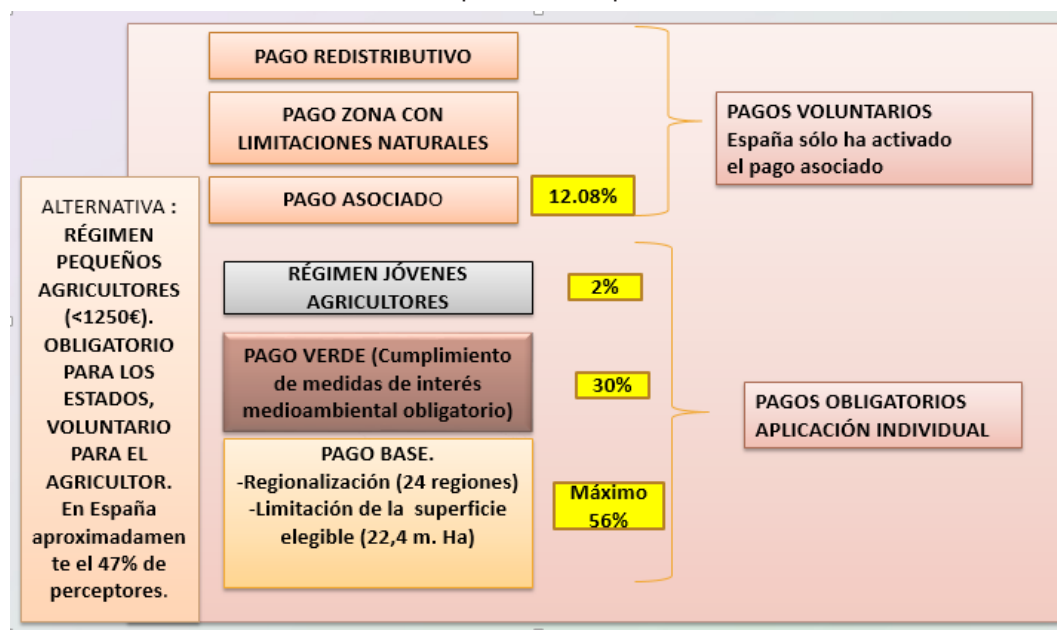 PAGO REDISTRIBUTIVO
PAGO ZONA CON
LIMITACIONES NATURALES
PAGO ASOCIADO
12.08%
PAGOS VOLUNTARIOS
España sólo ha activado
el pago asociado
ALTERNATIVA :
RÉGIMEN
PEQUEÑOS
AGRICULTORES
(<1250€).
OBLIGATORIO
PARA LOS
ESTADOS,
VOLUNTARIO
PARA EL
AGRICULTOR.
En España
aproximadamen
te el 47% de
perceptores.
RÉGIMEN JÓVENES
AGRICULTORES
2%
PAGO VERDE (Cumplimiento
de medidas de interés
medioambiental obligatorio)
30%
PAGO BASE.
-Regionalización (24 regiones)
-Limitación de la superficie
elegible (22,4 m. Ha)
Máximo
56%
PAGOS OBLIGATORIOS
APLICACIÓN INDIVIDUAL